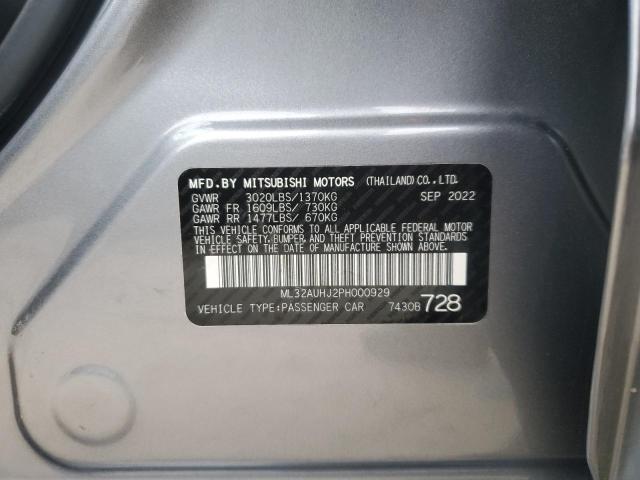 MFD.BY MITSUBISHI MOTORS (THAILAND)CO.,LTD.
GVWR 3020LBS/1370KG SEP 2022
GAWR FR 1609LBS/ 730KG
GAWR RR 1477LBS/ 670KG
THIS VEHICLE CONFORMS TO ALL APPLICABLE FEDERAL MOTOR
VEHICLE SAFETY, BUMPER, AND THEFT PREVENTION STANDARDS
IN EFFECT ON THE DATE OF MANUFACTURE SHOWN ABOVE.
ML32AUHJ2PH000929
VEHICLE TYPE:PASSENGER CAR 7430B 728